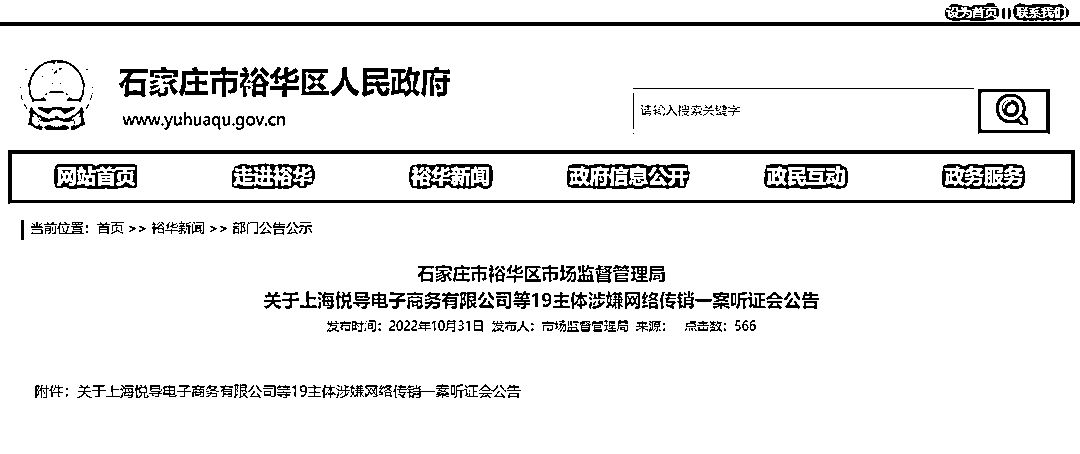 设为首页 || 联系我们
石家庄市裕华区人民政府
www.yuhuaqu.gov.cn
请输入搜索关键字
网站首页 走进裕华 裕华新闻 政府信息公开 政民互动 政务服务
当前位置：首页 >> 裕华新闻 >> 部门公告公示
石家庄市裕华区市场监督管理局
关于上海悦导电子商务有限公司等19主体涉嫌网络传销一案听证会公告
发布时间：2022年10月31日 发布人：市场监督管理局 来源： 点击数：566
附件：关于上海悦导电子商务有限公司等19主体涉嫌网络传销一案听证会公告